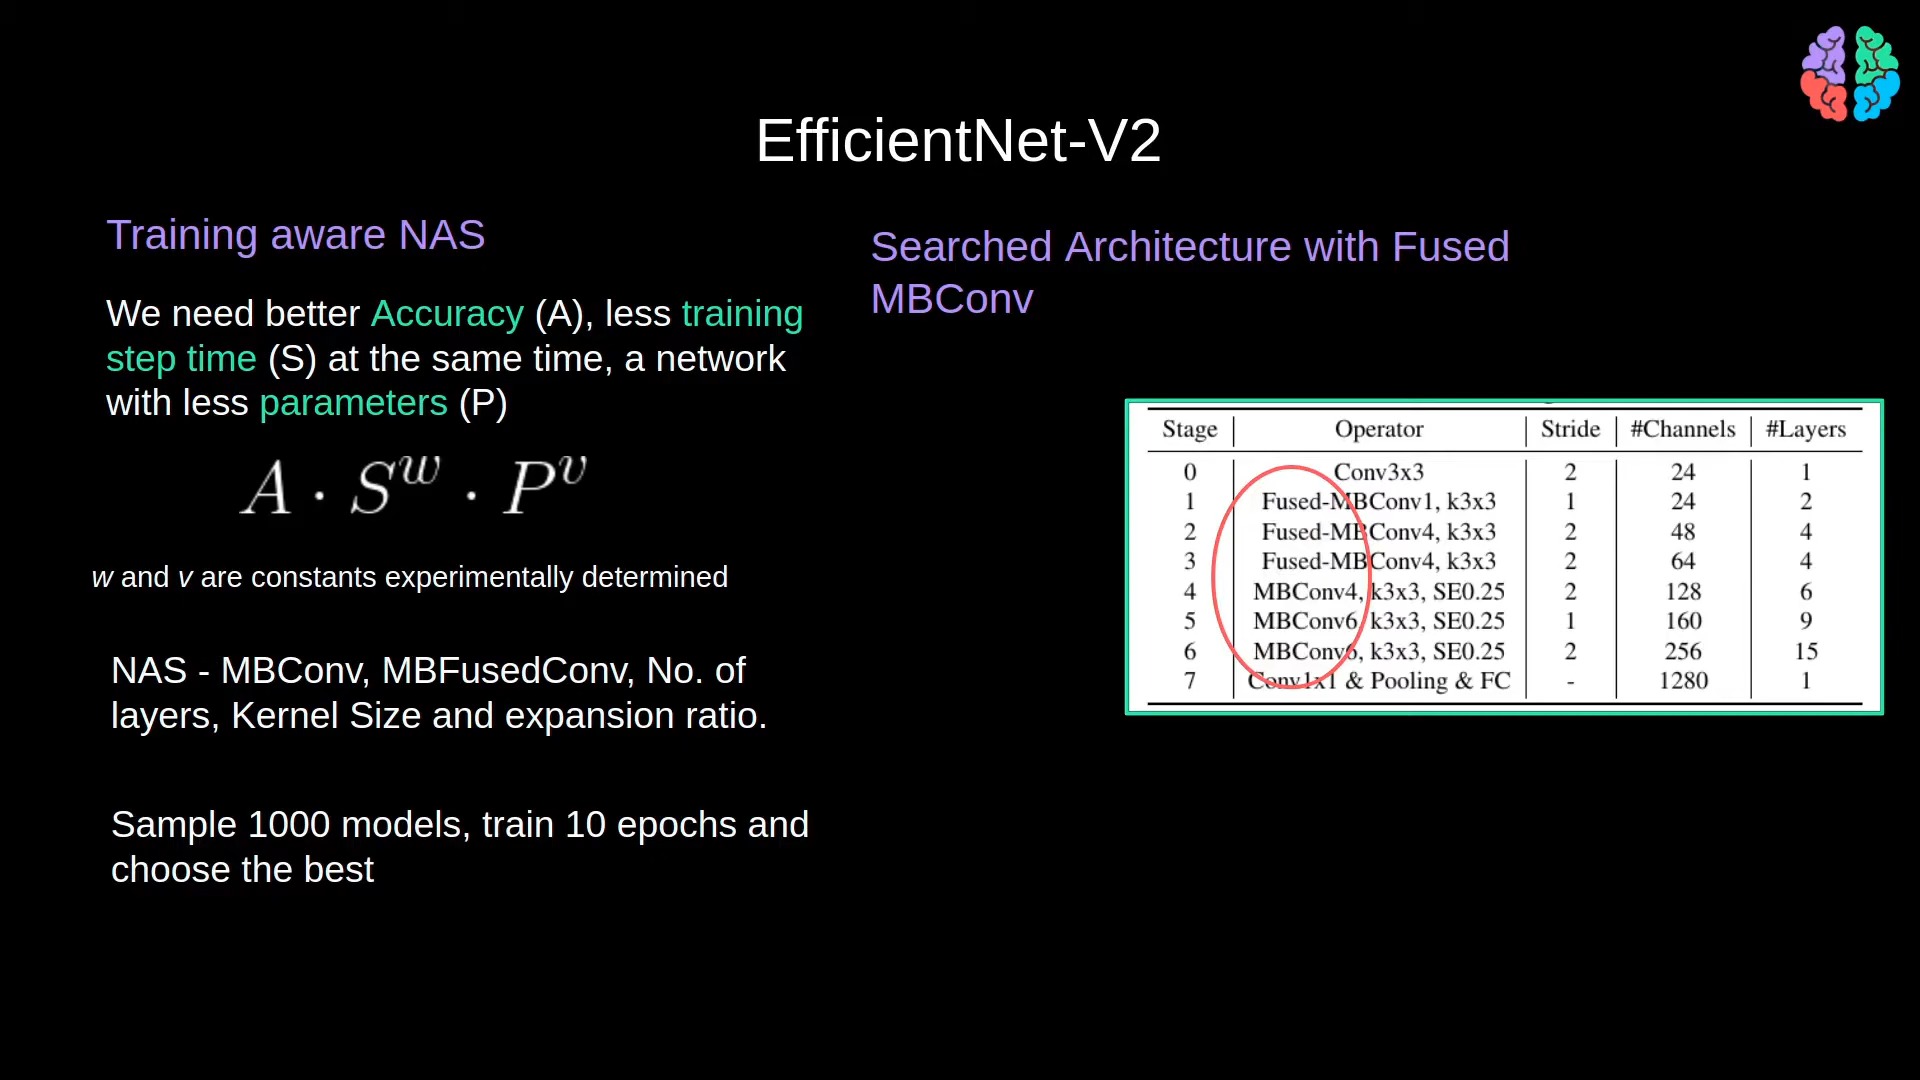 EfficientNet-V2
Training aware NAS
We need better Accuracy (A), less training
step time (S) at the same time, a network
with less parameters (P)
A · S^w · P^v
w and v are constants experimentally determined
NAS - MBConv, MBFusedConv, No. of
layers, Kernel Size and expansion ratio.
Sample 1000 models, train 10 epochs and
choose the best
Searched Architecture with Fused
MBConv
Stage Operator Stride #Channels #Layers
0 Conv3x3 2 24 1
1 Fused-MBConv1, k3x3 1 24 2
2 Fused-MBConv4, k3x3 2 48 4
3 Fused-MBConv4, k3x3 2 64 4
4 MBConv4, k3x3, SE0.25 2 128 6
5 MBConv6, k3x3, SE0.25 1 160 9
6 MBConv6, k3x3, SE0.25 2 256 15
7 Conv1x1 & Pooling & FC - 1280 1